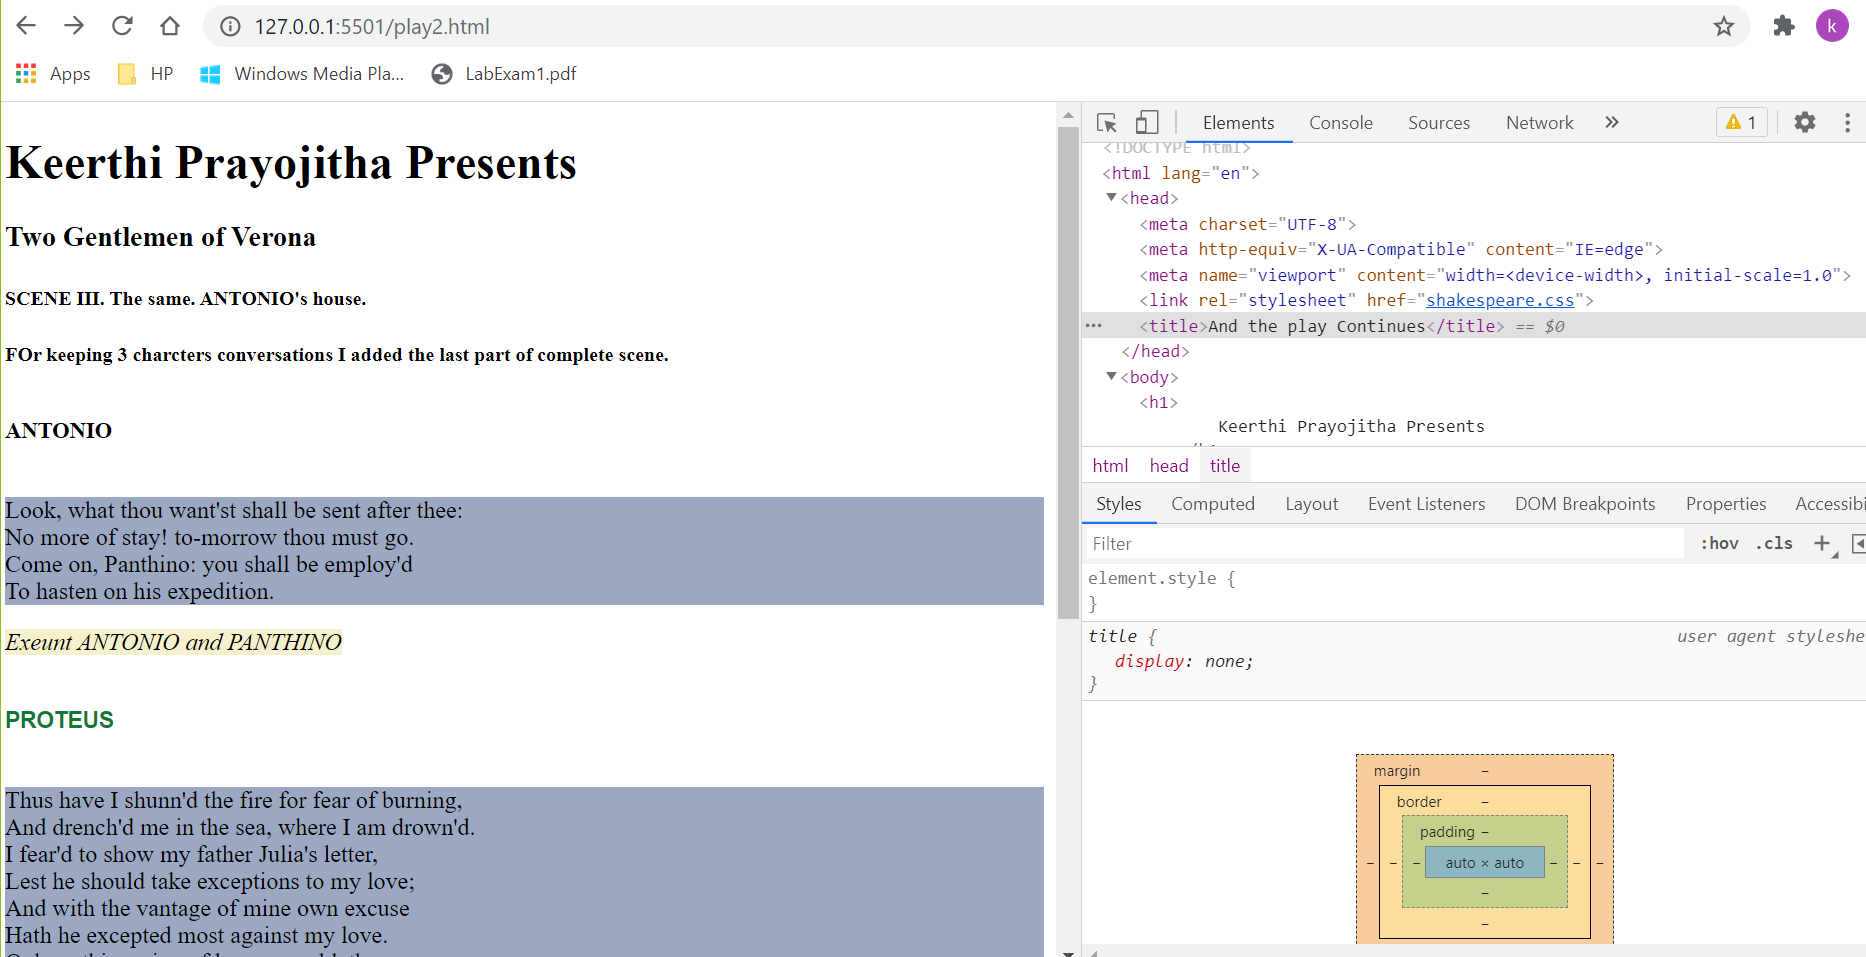 127.0.0.1:5501/play2.html
k
Apps HP Windows Media Pla... LabExam1.pdf
Keerthi Prayojitha Presents
Two Gentlemen of Verona
SCENE III. The same. ANTONIO's house.
FOr keeping 3 charcters conversations I added the last part of complete scene.
ANTONIO
Look, what thou want'st shall be sent after thee:
No more of stay! to-morrow thou must go.
Come on, Panthino: you shall be employ'd
To hasten on his expedition.
Exeunt ANTONIO and PANTHINO
PROTEUS
Thus have I shunn'd the fire for fear of burning,
And drench'd me in the sea, where I am drown'd.
I fear'd to show my father Julia's letter,
Lest he should take exceptions to my love;
And with the vantage of mine own excuse
Hath he excepted most against my love.
Elements Console Sources Network » 1
<!DOCTYPE html>
<html lang="en">
<head>
<meta charset="UTF-8">
<meta http-equiv="X-UA-Compatible" content="IE=edge">
<meta name="viewport" content="width=<device-width>, initial-scale=1.0">
<link rel="stylesheet" href="shakespeare.css">
<title>And the play Continues</title> == $0
</head>
<body>
<h1>
Keerthi Prayojitha Presents
html head title
Styles Computed Layout Event Listeners DOM Breakpoints Properties Accessibi
Filter :hov .cls +
element.style {
}
title { user agent styleshe
display: none;
}
margin –
border –
padding –
– – – auto × auto – – –
–
–